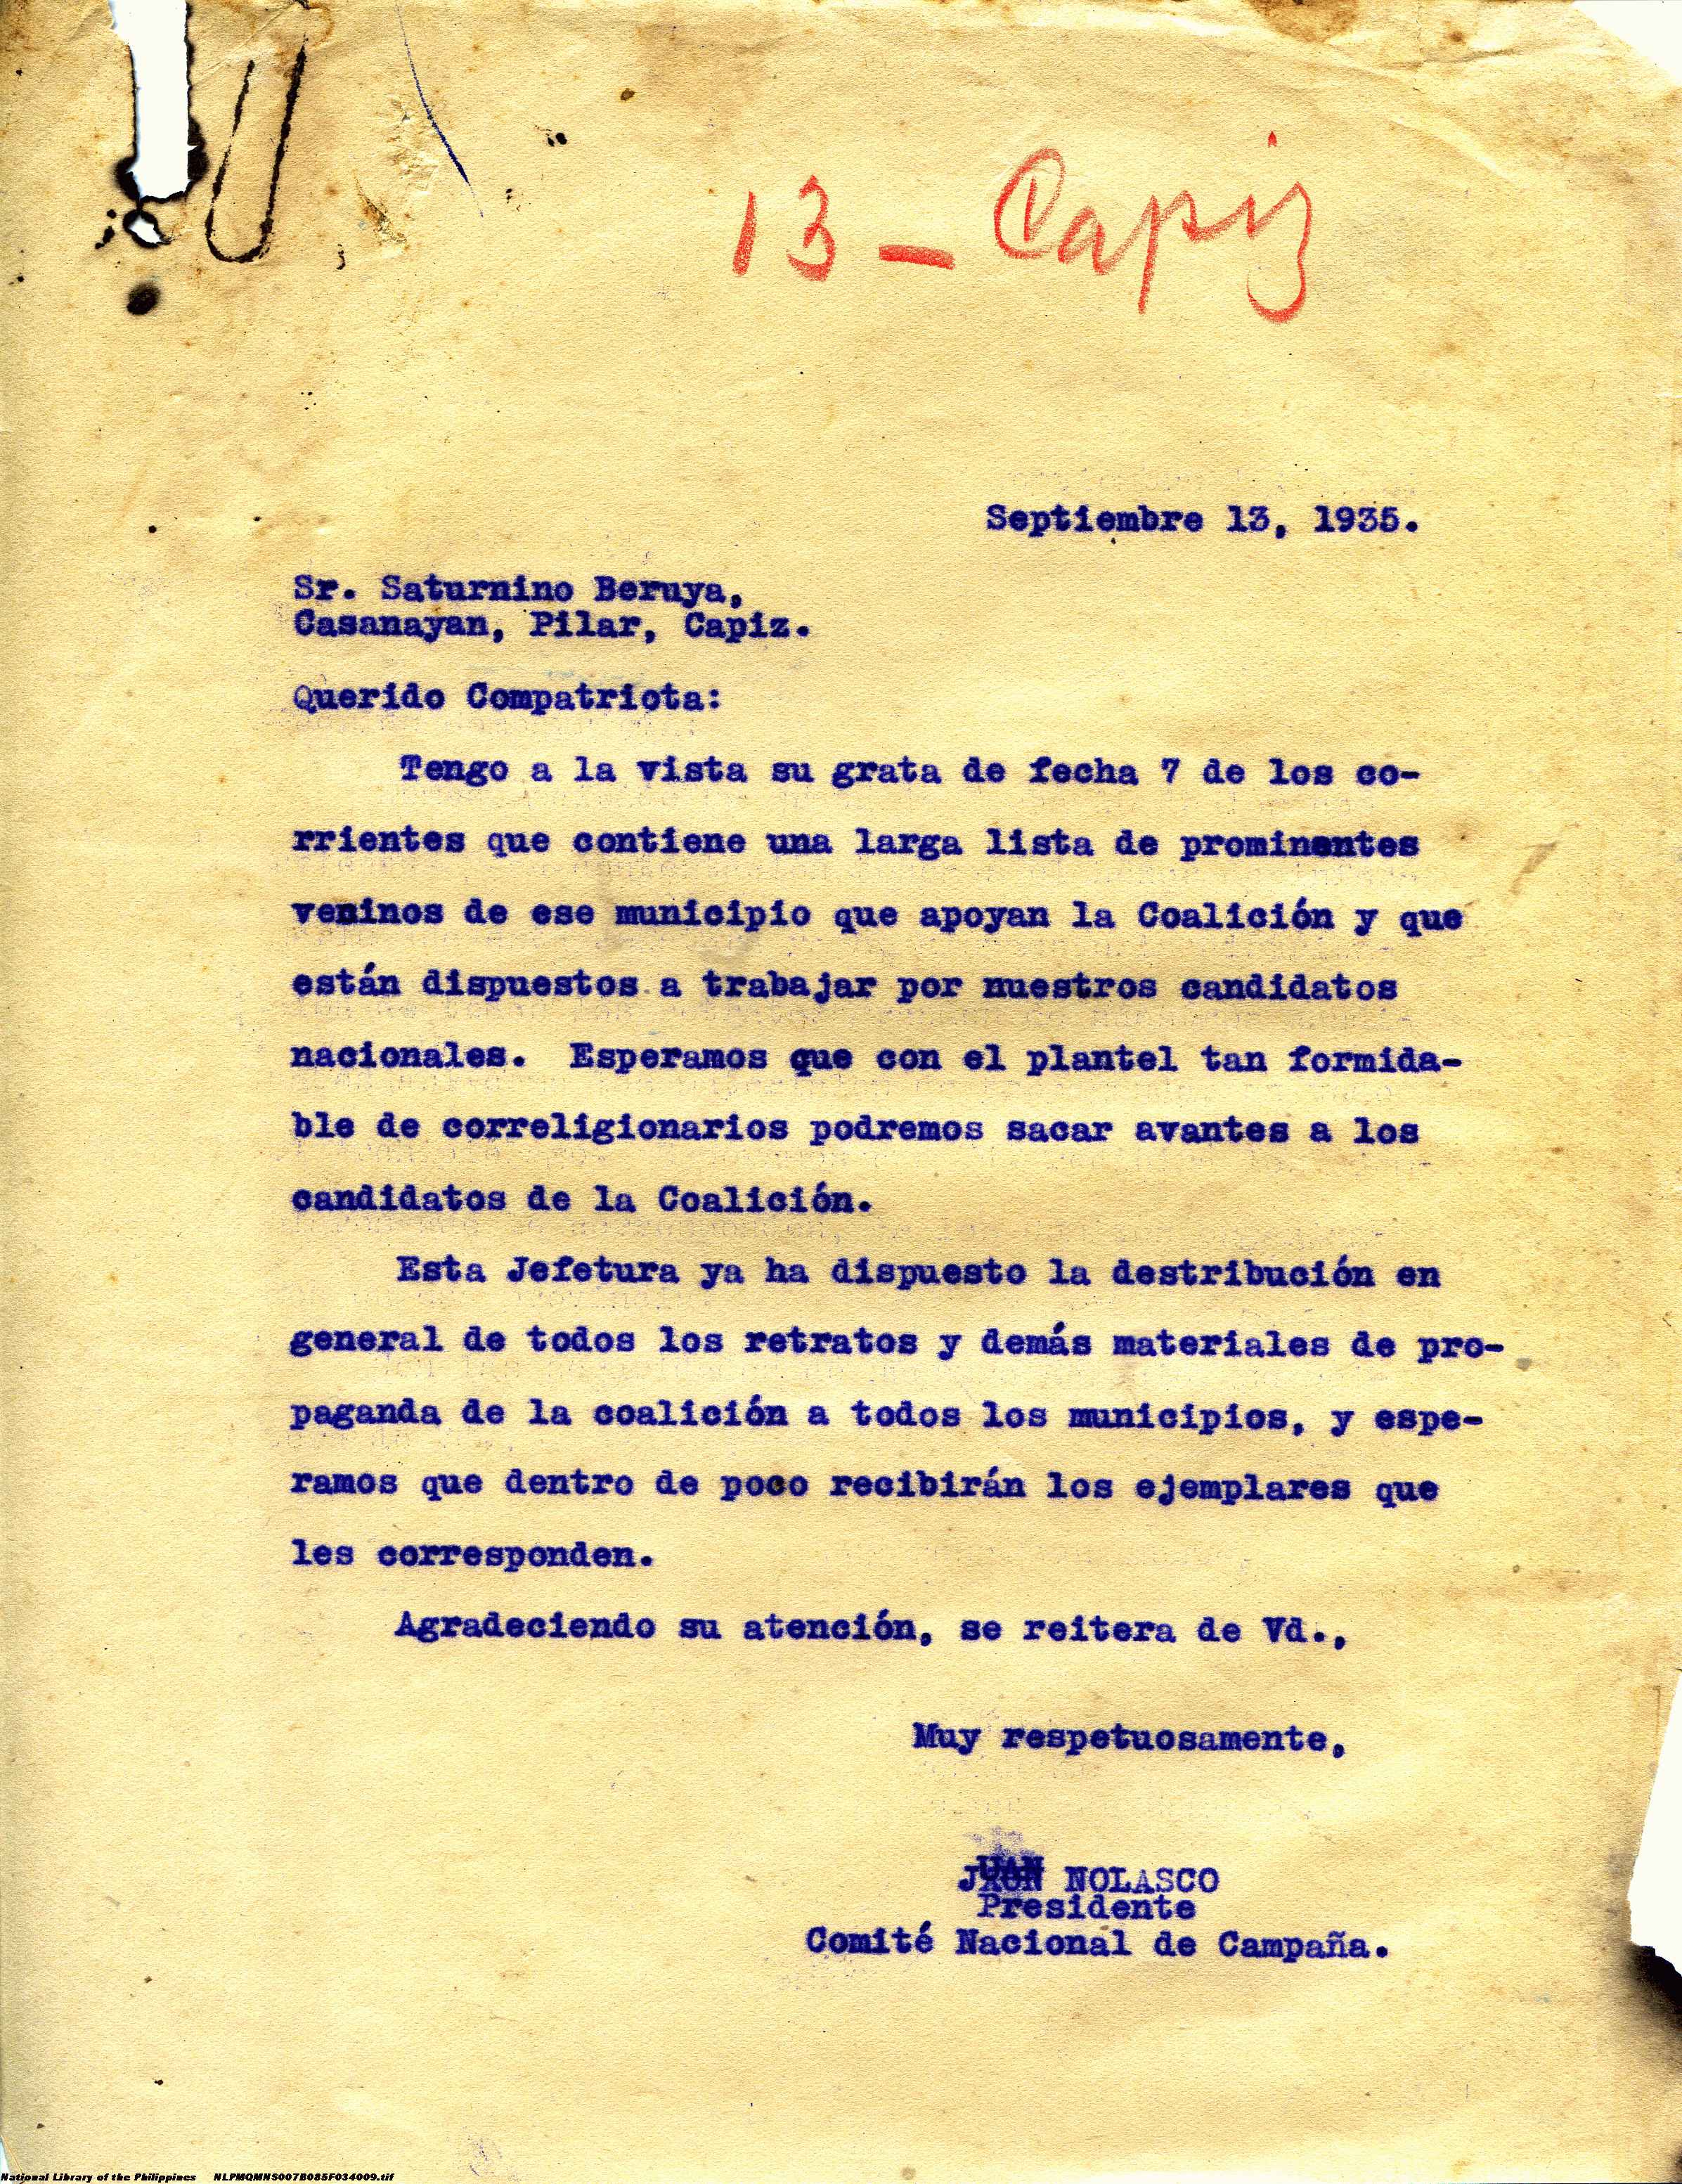 13 - Capiz
Septiembre 13, 1935.
Sr. Saturnino Beruya,
Casanayan, Pilar, Capiz.
Querido Compatriota:
Tengo a la vista su grata de fecha 7 de los co-
rrientes que contiene una larga lista de prominentes
veninos de ese municipio que apoyan la Coalición y que
están dispuestos a trabajar por nuestros candidatos
nacionales. Esperamos que con el plantel tan formida-
ble de correligionarios podremos sacar avantes a los
candidatos de la Coalición.
Esta Jefetura ya ha dispuesto la destribución en
general de todos los retratos y demás materiales de pro-
paganda de la coalición a todos los municipios, y espe-
ramos que dentro de poco recibirán los ejemplares que
les corresponden.
Agradeciendo su atención, se reitera de Vd.,
Muy respetuosamente,
JUAN NOLASCO
Presidente
Comité Nacional de Campaña.
National Library of the Philippines NLPMQMNS007B085F034009.tif